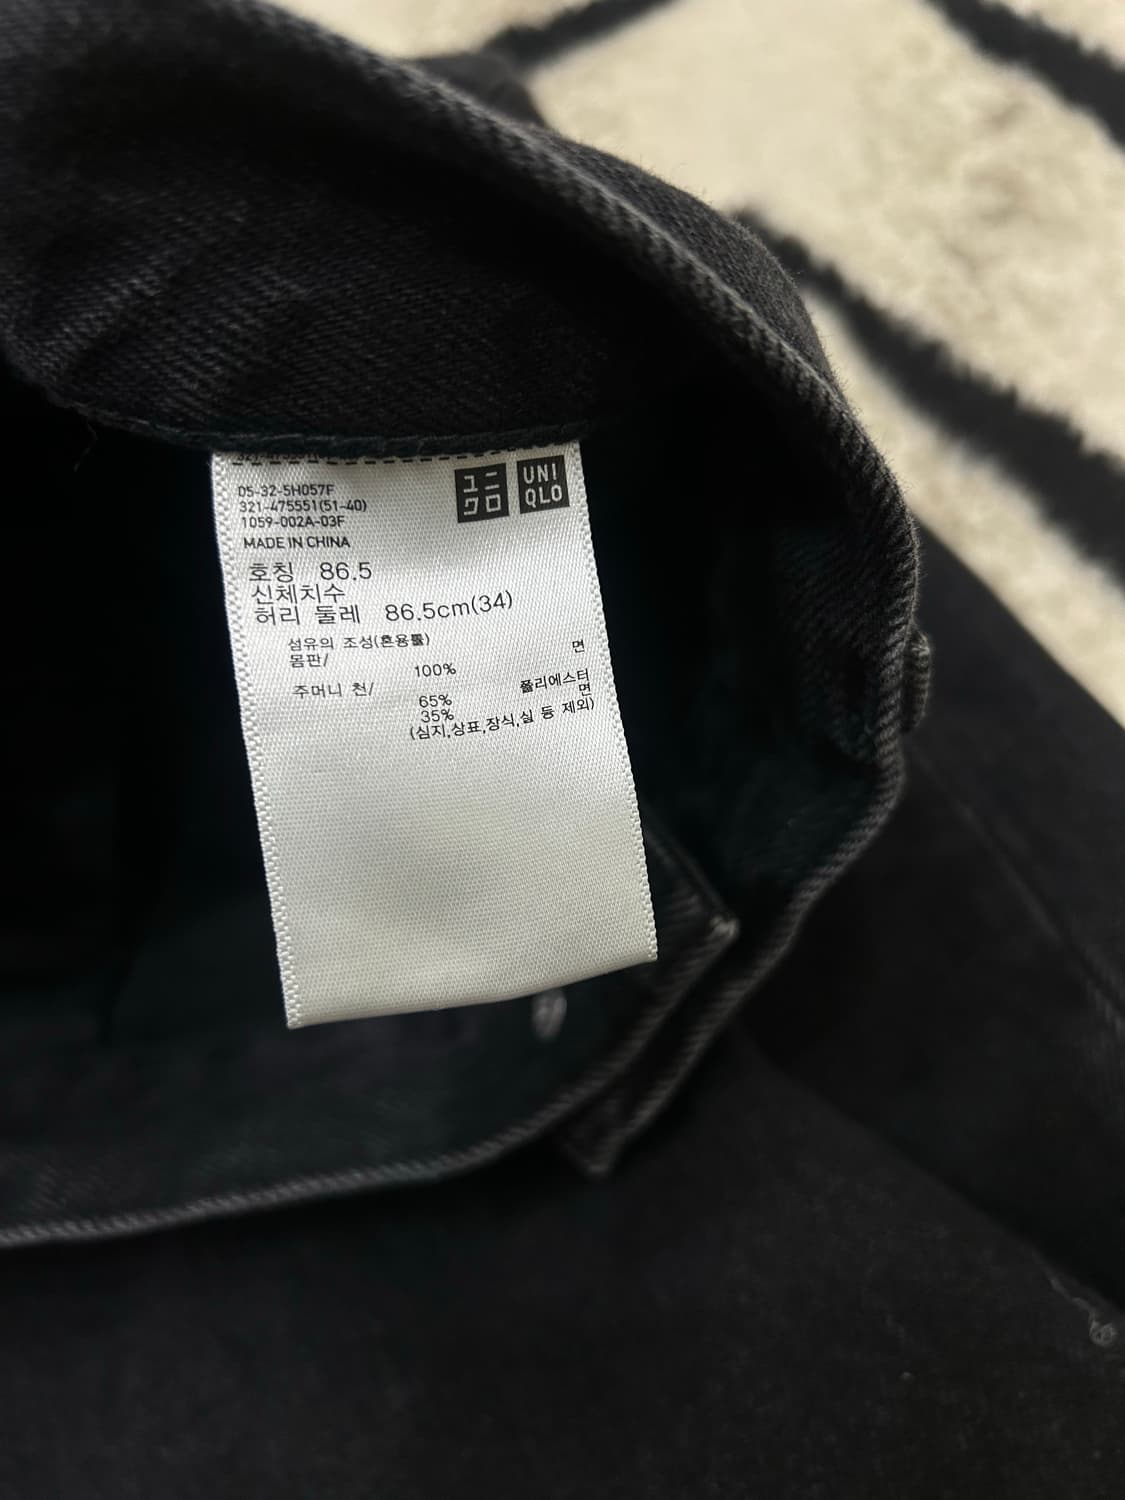 05-32-5H057F
321-475551(51-40)
1059-002A-03F
MADE IN CHINA
ユニ
クロ
UNI
QLO
호칭 86.5
신체치수
허리 둘레 86.5cm(34)
섬유의 조성(혼용률)
몸판/ 면
100%
주머니 천/ 폴리에스터
65% 면
35%
(심지,상표,장식,실 등 제외)